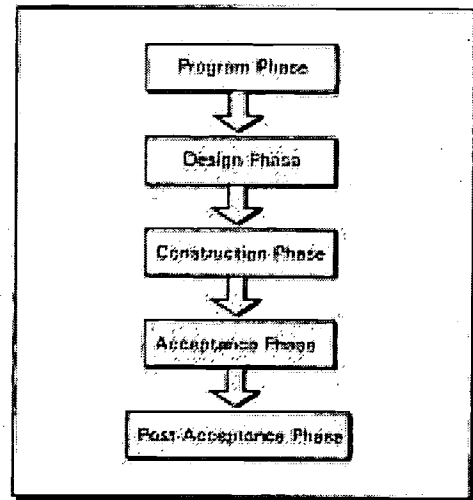 Program Phase
Design Phase
Construction Phase
Acceptance Phase
Post-Acceptance Phase